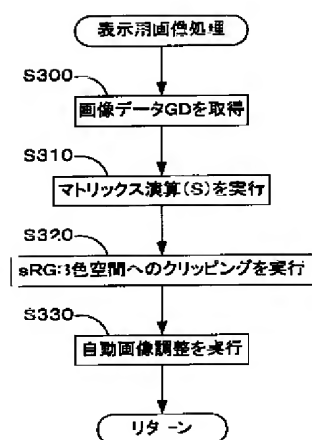 表示用画像処理
S300
画像データGDを取得
S310
マトリックス演算(S)を実行
S320
sRGB色空間へのクリッピングを実行
S330
自動画像調整を実行
リターン